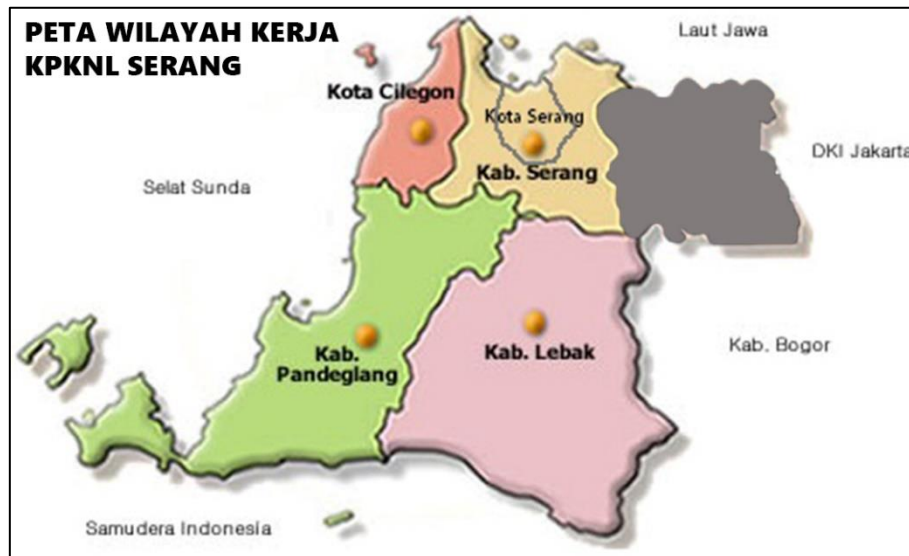 PETA WILAYAH KERJA
KPKNL SERANG
Laut Jawa
Kota Cilegon
Kota Serang
DKI Jakarta
Kab. Serang
Selat Sunda
Kab. Bogor
Kab.
Pandeglang
Kab. Lebak
Samudera Indonesia